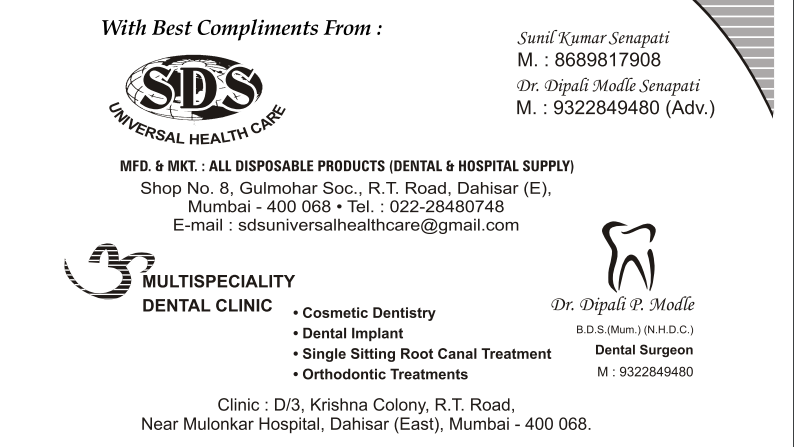 With Best Compliments From :
Sunil Kumar Senapati
M. : 8689817908
Dr. Dipali Modle Senapati
M. : 9322849480 (Adv.)
SDS
UNIVERSAL HEALTH CARE
MFD. & MKT. : ALL DISPOSABLE PRODUCTS (DENTAL & HOSPITAL SUPPLY)
Shop No. 8, Gulmohar Soc., R.T. Road, Dahisar (E),
Mumbai - 400 068 • Tel. : 022-28480748
E-mail : sdsuniversalhealthcare@gmail.com
ॐ
MULTISPECIALITY
DENTAL CLINIC
• Cosmetic Dentistry
• Dental Implant
• Single Sitting Root Canal Treatment
• Orthodontic Treatments
Dr. Dipali P. Modle
B.D.S.(Mum.) (N.H.D.C.)
Dental Surgeon
M : 9322849480
Clinic : D/3, Krishna Colony, R.T. Road,
Near Mulonkar Hospital, Dahisar (East), Mumbai - 400 068.